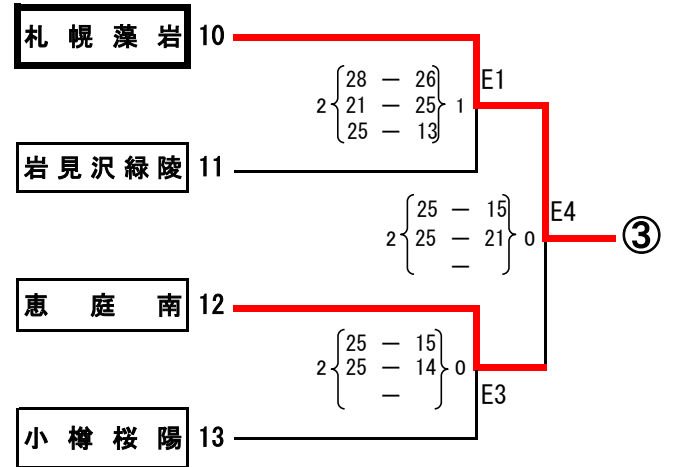 札幌藻岩 10
28 － 26 E1
2 21 － 25 1
25 － 13
岩見沢緑陵 11
25 － 15 E4
2 25 － 21 0 ③
－
恵庭南 12
25 － 15
2 25 － 14 0
－ E3
小樽桜陽 13